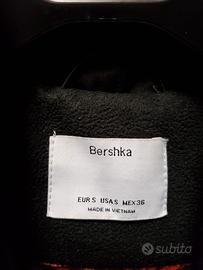 Bershka
EUR S USA S MEX 36
MADE IN VIETNAM
subito